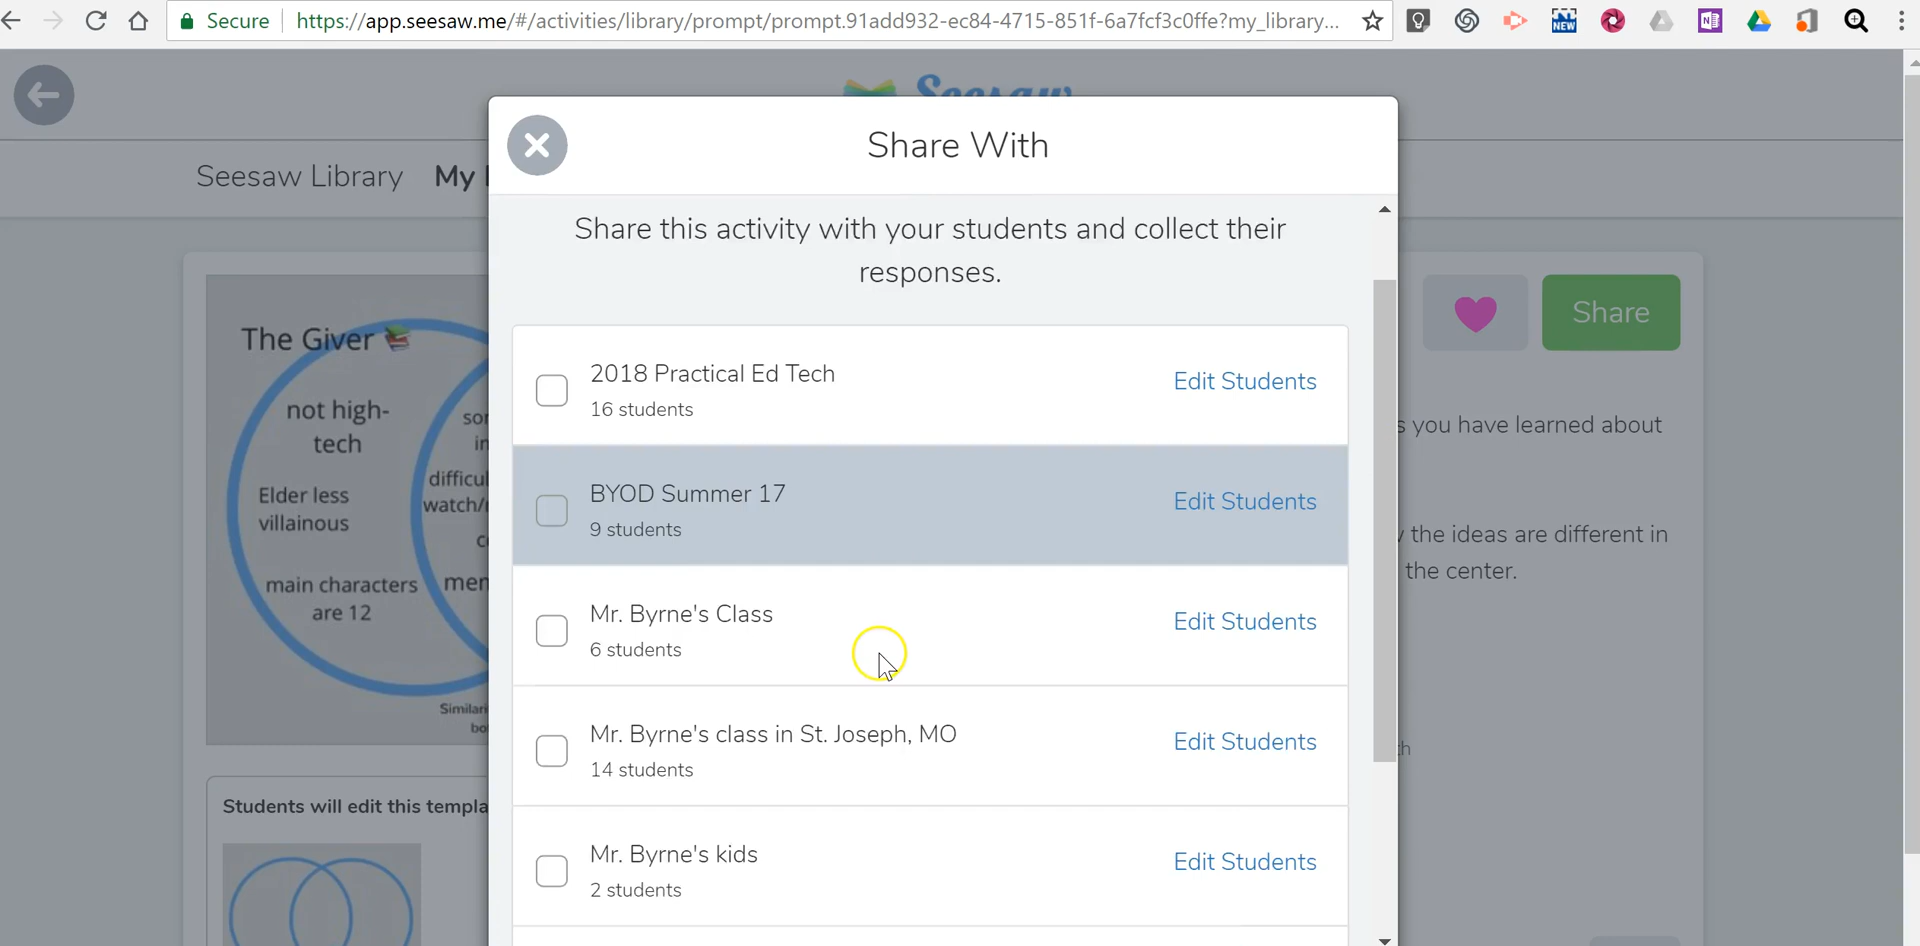 Secure
https://app.seesaw.me/#/activities/library/prompt/prompt.91add932-ec84-4715-851f-6a7fcf3c0ffe?my_library...
NEW
N
Seesaw
Share With
Seesaw Library
My
Share this activity with your students and collect their
responses.
Share
The Giver
not high-
tech
Elder less
villainous
main characters
are 12
difficul
watch/
2018 Practical Ed Tech
16 students
Edit Students
BYOD Summer 17
9 students
Edit Students
Mr. Byrne's Class
6 students
Edit Students
Mr. Byrne's class in St. Joseph, MO
14 students
Edit Students
Mr. Byrne's kids
2 students
Edit Students
s you have learned about
the ideas are different in
the center.
Students will edit this templa